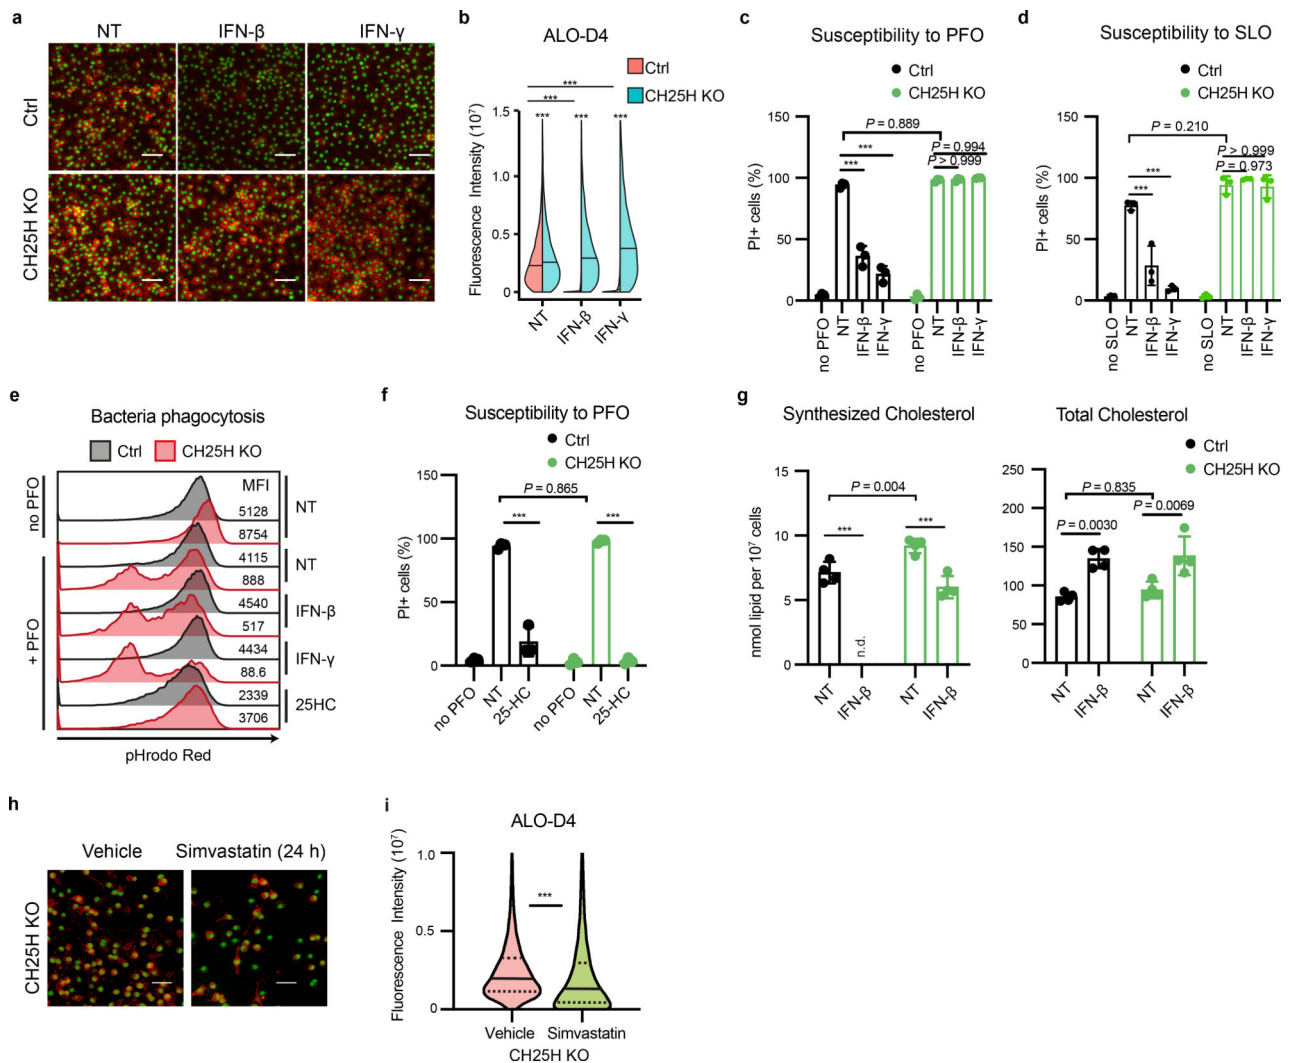 a
NT
IFN-β
IFN-γ
Ctrl
CH25H KO
b
ALO-D4
Ctrl
CH25H KO
***
***
*** *** ***
Fluorescence Intensity (10⁷)
1.5
1.0
0.5
0
NT
IFN-β
IFN-γ
c
Susceptibility to PFO
Ctrl
CH25H KO
P = 0.889
P = 0.994
P > 0.999
***
***
PI+ cells (%)
150
100
50
0
no PFO
NT
IFN-β
IFN-γ
no PFO
NT
IFN-β
IFN-γ
d
Susceptibility to SLO
Ctrl
CH25H KO
P = 0.210
P > 0.999
P = 0.973
***
***
PI+ cells (%)
150
100
50
0
no SLO
NT
IFN-β
IFN-γ
no SLO
NT
IFN-β
IFN-γ
e
Bacteria phagocytosis
Ctrl
CH25H KO
MFI
no PFO
+ PFO
5128
8754
4115
888
4540
517
4434
88.6
2339
3706
NT
NT
IFN-β
IFN-γ
25HC
pHrodo Red
f
Susceptibility to PFO
Ctrl
CH25H KO
P = 0.865
***
***
PI+ cells (%)
150
100
50
0
no PFO
NT
25-HC
no PFO
NT
25-HC
g
Synthesized Cholesterol
P = 0.004
***
***
nmol lipid per 10⁷ cells
15
10
5
0
n.d.
NT
IFN-β
NT
IFN-β
Total Cholesterol
Ctrl
CH25H KO
P = 0.835
P = 0.0069
P = 0.0030
250
200
150
100
50
0
NT
IFN-β
NT
IFN-β
h
Vehicle
Simvastatin (24 h)
CH25H KO
i
ALO-D4
***
Fluorescence Intensity (10⁷)
1.0
0.5
0
Vehicle
Simvastatin
CH25H KO